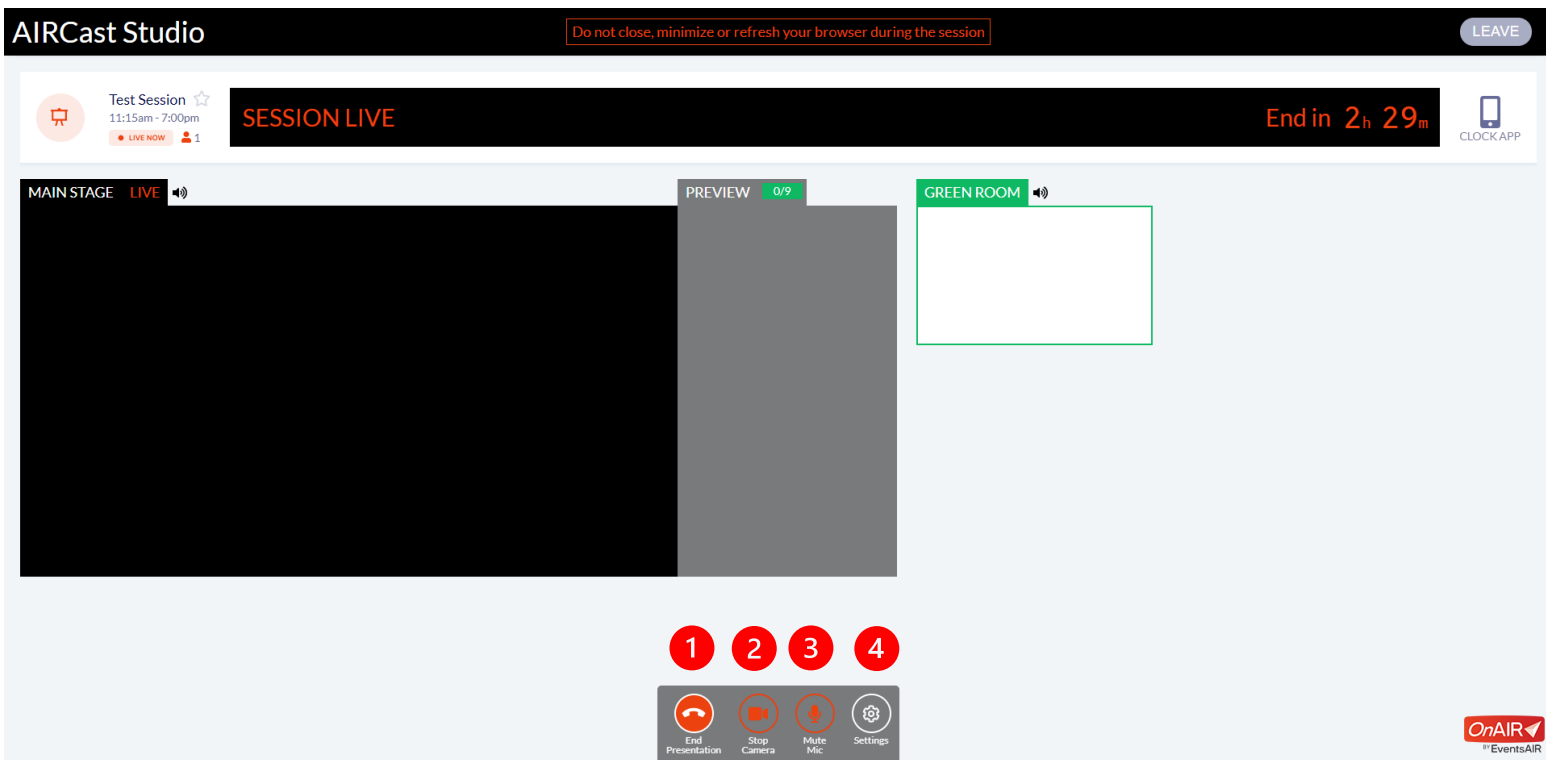 AIRCast Studio
Do not close, minimize or refresh your browser during the session
LEAVE
Test Session
11:15am - 7:00pm
LIVE NOW 1
SESSION LIVE
End in 2h 29m
CLOCK APP
MAIN STAGE LIVE
PREVIEW 0/9
GREEN ROOM
1 2 3 4
End Presentation
Stop Camera
Mute Mic
Settings
OnAIR
BY EventsAIR